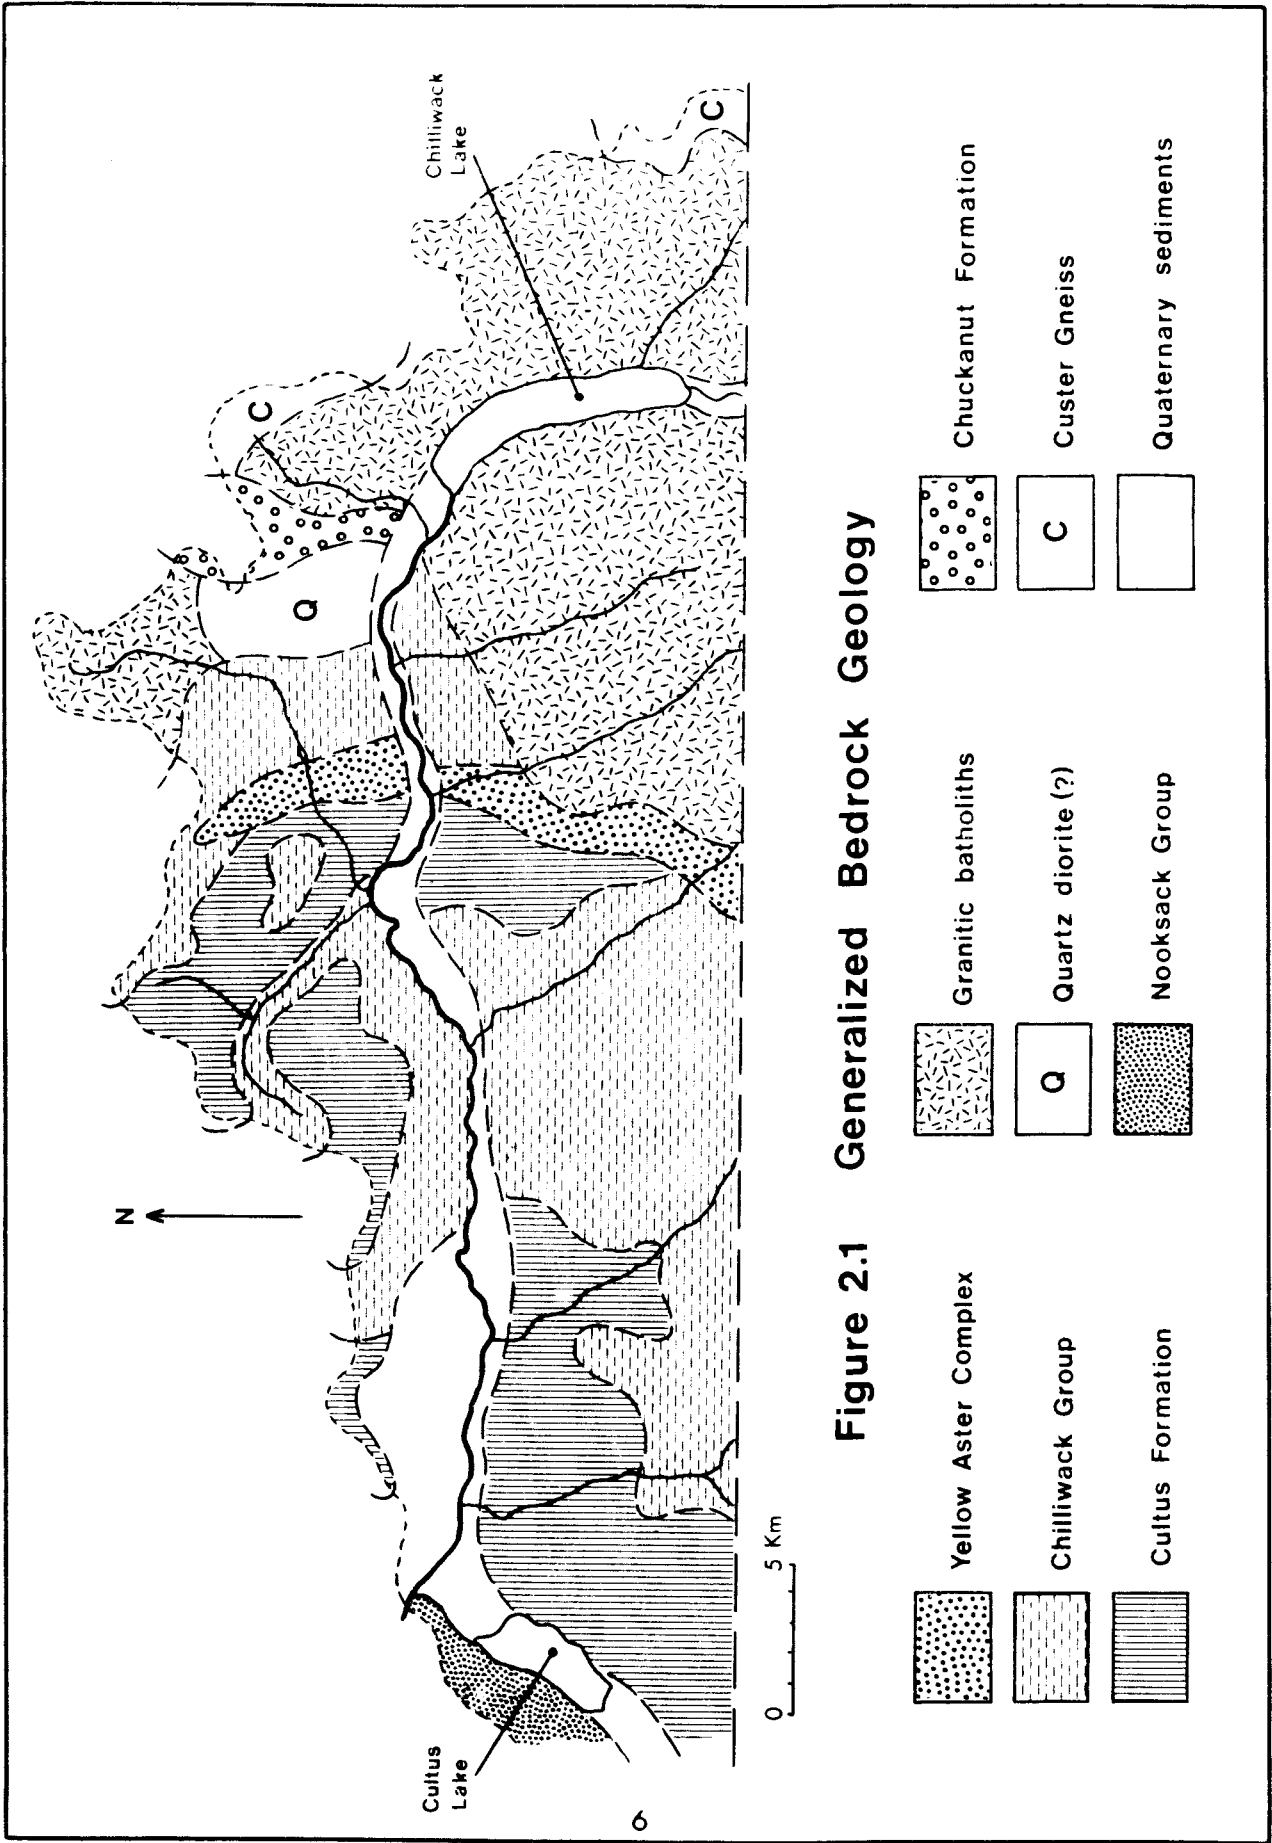 N
Chilliwack
Lake
C
Q
C
Cultus
Lake
0 5 Km
Figure 2.1 Generalized Bedrock Geology
Yellow Aster Complex
Chilliwack Group
Cultus Formation
Granitic batholiths
Q
Quartz diorite (?)
Nooksack Group
Chuckanut Formation
C
Custer Gneiss
Quaternary sediments
6